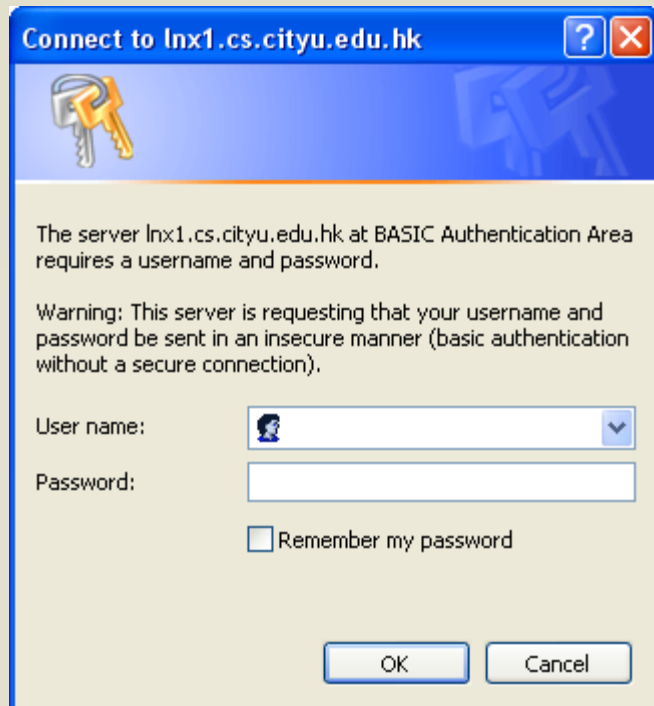 Connect to lnx1.cs.cityu.edu.hk
The server lnx1.cs.cityu.edu.hk at BASIC Authentication Area
requires a username and password.
Warning: This server is requesting that your username and
password be sent in an insecure manner (basic authentication
without a secure connection).
User name:
Password:
Remember my password
OK
Cancel